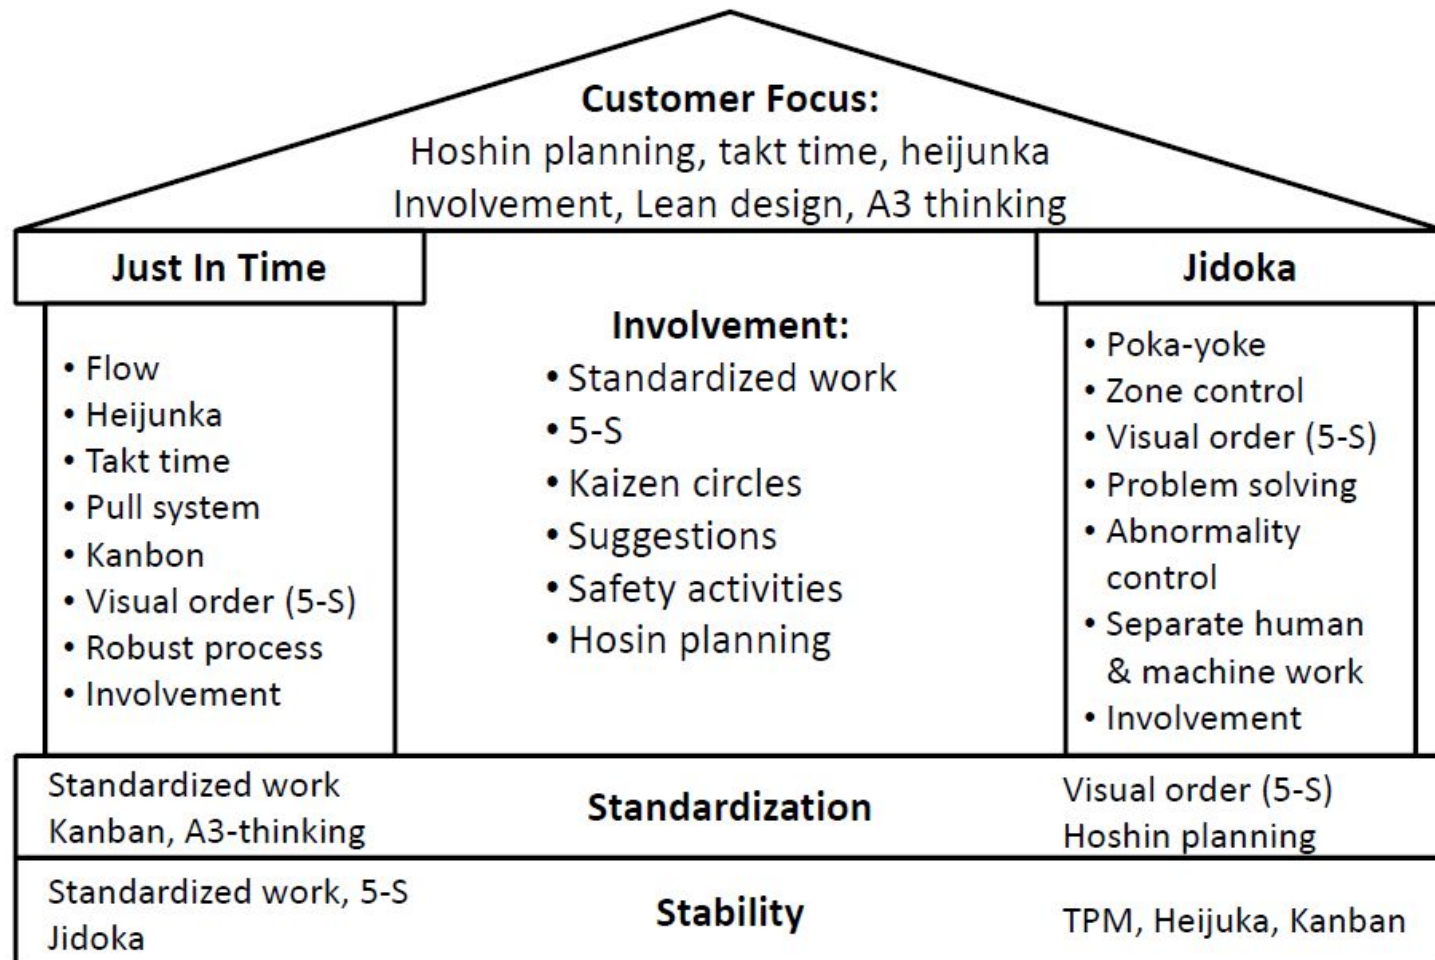 Customer Focus:
Hoshin planning, takt time, heijunka
Involvement, Lean design, A3 thinking
Just In Time
• Flow
• Heijunka
• Takt time
• Pull system
• Kanbon
• Visual order (5-S)
• Robust process
• Involvement
Involvement:
• Standardized work
• 5-S
• Kaizen circles
• Suggestions
• Safety activities
• Hosin planning
Jidoka
• Poka-yoke
• Zone control
• Visual order (5-S)
• Problem solving
• Abnormality
control
• Separate human
& machine work
• Involvement
Standardized work
Kanban, A3-thinking
Standardization
Visual order (5-S)
Hoshin planning
Standardized work, 5-S
Jidoka
Stability
TPM, Heijuka, Kanban